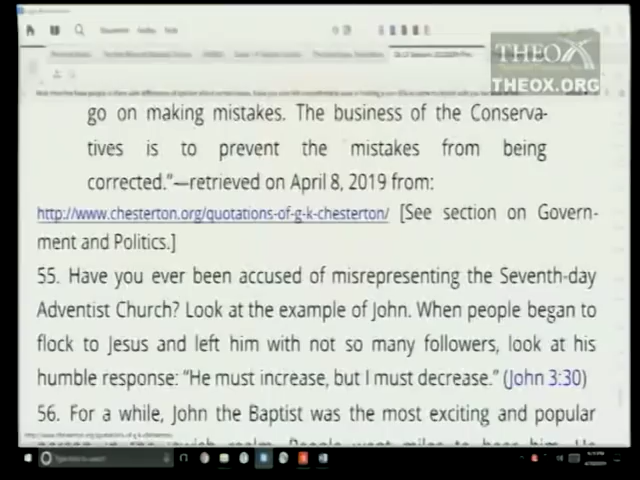 THEOX
THEOX.ORG
go on making mistakes. The business of the Conserva-
tives is to prevent the mistakes from being
corrected."—retrieved on April 8, 2019 from:
http://www.chesterton.org/quotations-of-g-k-chesterton/ [See section on Govern-
ment and Politics.]
55. Have you ever been accused of misrepresenting the Seventh-day
Adventist Church? Look at the example of John. When people began to
flock to Jesus and left him with not so many followers, look at his
humble response: "He must increase, but I must decrease." (John 3:30)
56. For a while, John the Baptist was the most exciting and popular